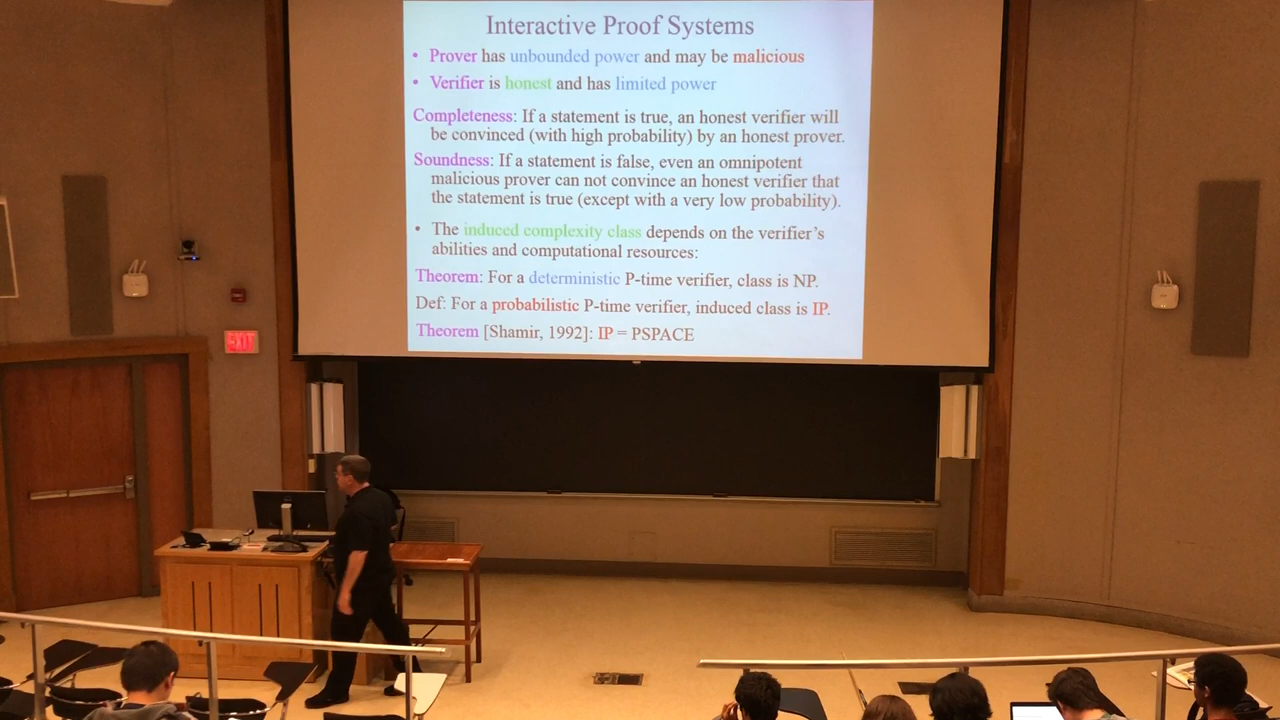 Interactive Proof Systems
• Prover has unbounded power and may be malicious
• Verifier is honest and has limited power
Completeness: If a statement is true, an honest verifier will
be convinced (with high probability) by an honest prover.
Soundness: If a statement is false, even an omnipotent
malicious prover can not convince an honest verifier that
the statement is true (except with a very low probability).
• The induced complexity class depends on the verifier's
abilities and computational resources:
Theorem: For a deterministic P-time verifier, class is NP.
Def: For a probabilistic P-time verifier, induced class is IP.
Theorem [Shamir, 1992]: IP = PSPACE
EXIT